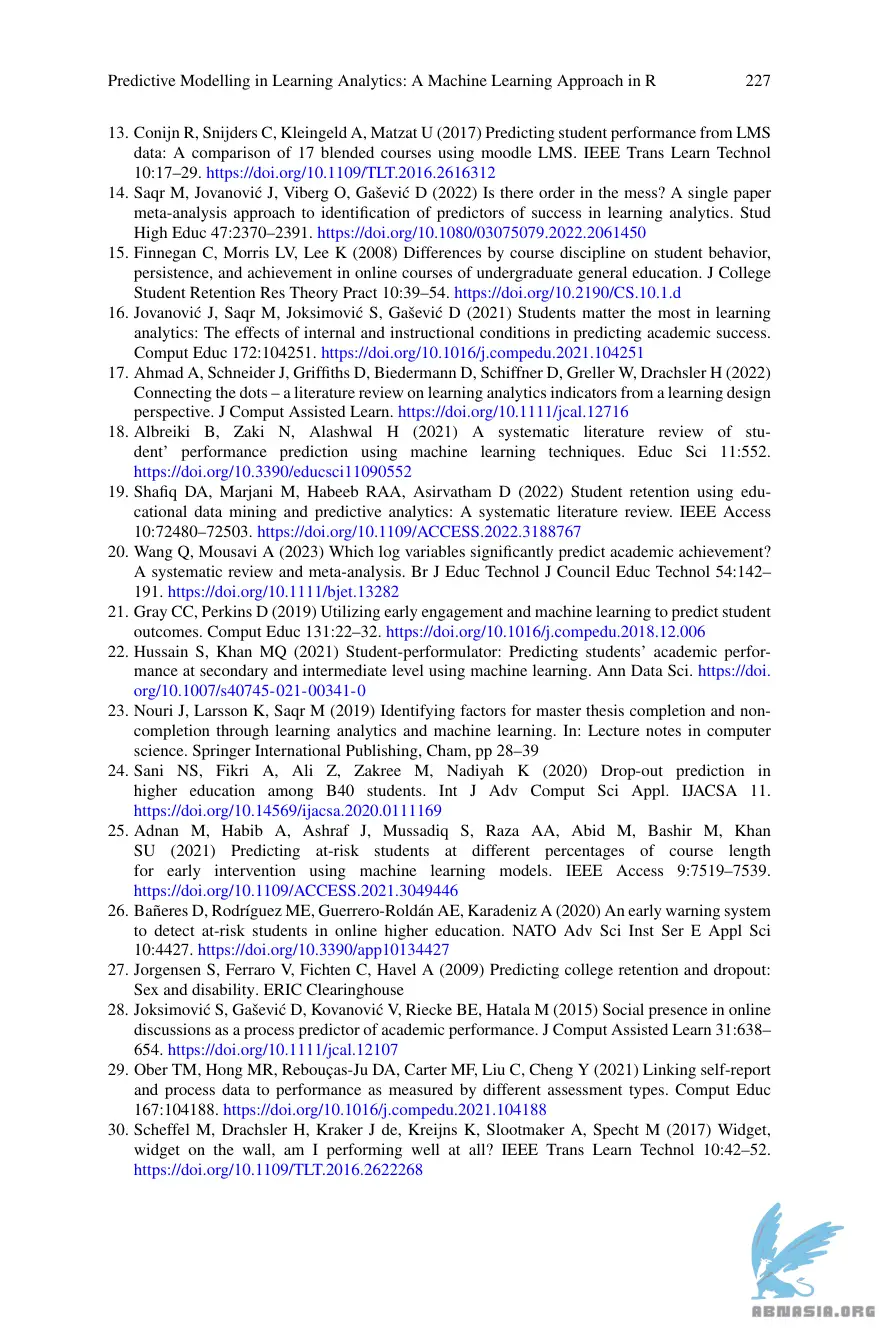 Predictive Modelling in Learning Analytics: A Machine Learning Approach in R 227
13. Conijn R, Snijders C, Kleingeld A, Matzat U (2017) Predicting student performance from LMS
data: A comparison of 17 blended courses using moodle LMS. IEEE Trans Learn Technol
10:17–29. https://doi.org/10.1109/TLT.2016.2616312
14. Saqr M, Jovanović J, Viberg O, Gašević D (2022) Is there order in the mess? A single paper
meta-analysis approach to identification of predictors of success in learning analytics. Stud
High Educ 47:2370–2391. https://doi.org/10.1080/03075079.2022.2061450
15. Finnegan C, Morris LV, Lee K (2008) Differences by course discipline on student behavior,
persistence, and achievement in online courses of undergraduate general education. J College
Student Retention Res Theory Pract 10:39–54. https://doi.org/10.2190/CS.10.1.d
16. Jovanović J, Saqr M, Joksimović S, Gašević D (2021) Students matter the most in learning
analytics: The effects of internal and instructional conditions in predicting academic success.
Comput Educ 172:104251. https://doi.org/10.1016/j.compedu.2021.104251
17. Ahmad A, Schneider J, Griffiths D, Biedermann D, Schiffner D, Greller W, Drachsler H (2022)
Connecting the dots – a literature review on learning analytics indicators from a learning design
perspective. J Comput Assisted Learn. https://doi.org/10.1111/jcal.12716
18. Albreiki B, Zaki N, Alashwal H (2021) A systematic literature review of stu-
dent’ performance prediction using machine learning techniques. Educ Sci 11:552.
https://doi.org/10.3390/educsci11090552
19. Shafiq DA, Marjani M, Habeeb RAA, Asirvatham D (2022) Student retention using edu-
cational data mining and predictive analytics: A systematic literature review. IEEE Access
10:72480–72503. https://doi.org/10.1109/ACCESS.2022.3188767
20. Wang Q, Mousavi A (2023) Which log variables significantly predict academic achievement?
A systematic review and meta-analysis. Br J Educ Technol J Council Educ Technol 54:142–
191. https://doi.org/10.1111/bjet.13282
21. Gray CC, Perkins D (2019) Utilizing early engagement and machine learning to predict student
outcomes. Comput Educ 131:22–32. https://doi.org/10.1016/j.compedu.2018.12.006
22. Hussain S, Khan MQ (2021) Student-performulator: Predicting students’ academic perfor-
mance at secondary and intermediate level using machine learning. Ann Data Sci. https://doi.
org/10.1007/s40745-021-00341-0
23. Nouri J, Larsson K, Saqr M (2019) Identifying factors for master thesis completion and non-
completion through learning analytics and machine learning. In: Lecture notes in computer
science. Springer International Publishing, Cham, pp 28–39
24. Sani NS, Fikri A, Ali Z, Zakree M, Nadiyah K (2020) Drop-out prediction in
higher education among B40 students. Int J Adv Comput Sci Appl. IJACSA 11.
https://doi.org/10.14569/ijacsa.2020.0111169
25. Adnan M, Habib A, Ashraf J, Mussadiq S, Raza AA, Abid M, Bashir M, Khan
SU (2021) Predicting at-risk students at different percentages of course length
for early intervention using machine learning models. IEEE Access 9:7519–7539.
https://doi.org/10.1109/ACCESS.2021.3049446
26. Bañeres D, Rodríguez ME, Guerrero-Roldán AE, Karadeniz A (2020) An early warning system
to detect at-risk students in online higher education. NATO Adv Sci Inst Ser E Appl Sci
10:4427. https://doi.org/10.3390/app10134427
27. Jorgensen S, Ferraro V, Fichten C, Havel A (2009) Predicting college retention and dropout:
Sex and disability. ERIC Clearinghouse
28. Joksimović S, Gašević D, Kovanović V, Riecke BE, Hatala M (2015) Social presence in online
discussions as a process predictor of academic performance. J Comput Assisted Learn 31:638–
654. https://doi.org/10.1111/jcal.12107
29. Ober TM, Hong MR, Rebouças-Ju DA, Carter MF, Liu C, Cheng Y (2021) Linking self-report
and process data to performance as measured by different assessment types. Comput Educ
167:104188. https://doi.org/10.1016/j.compedu.2021.104188
30. Scheffel M, Drachsler H, Kraker J de, Kreijns K, Slootmaker A, Specht M (2017) Widget,
widget on the wall, am I performing well at all? IEEE Trans Learn Technol 10:42–52.
https://doi.org/10.1109/TLT.2016.2622268
ABNASIA.ORG